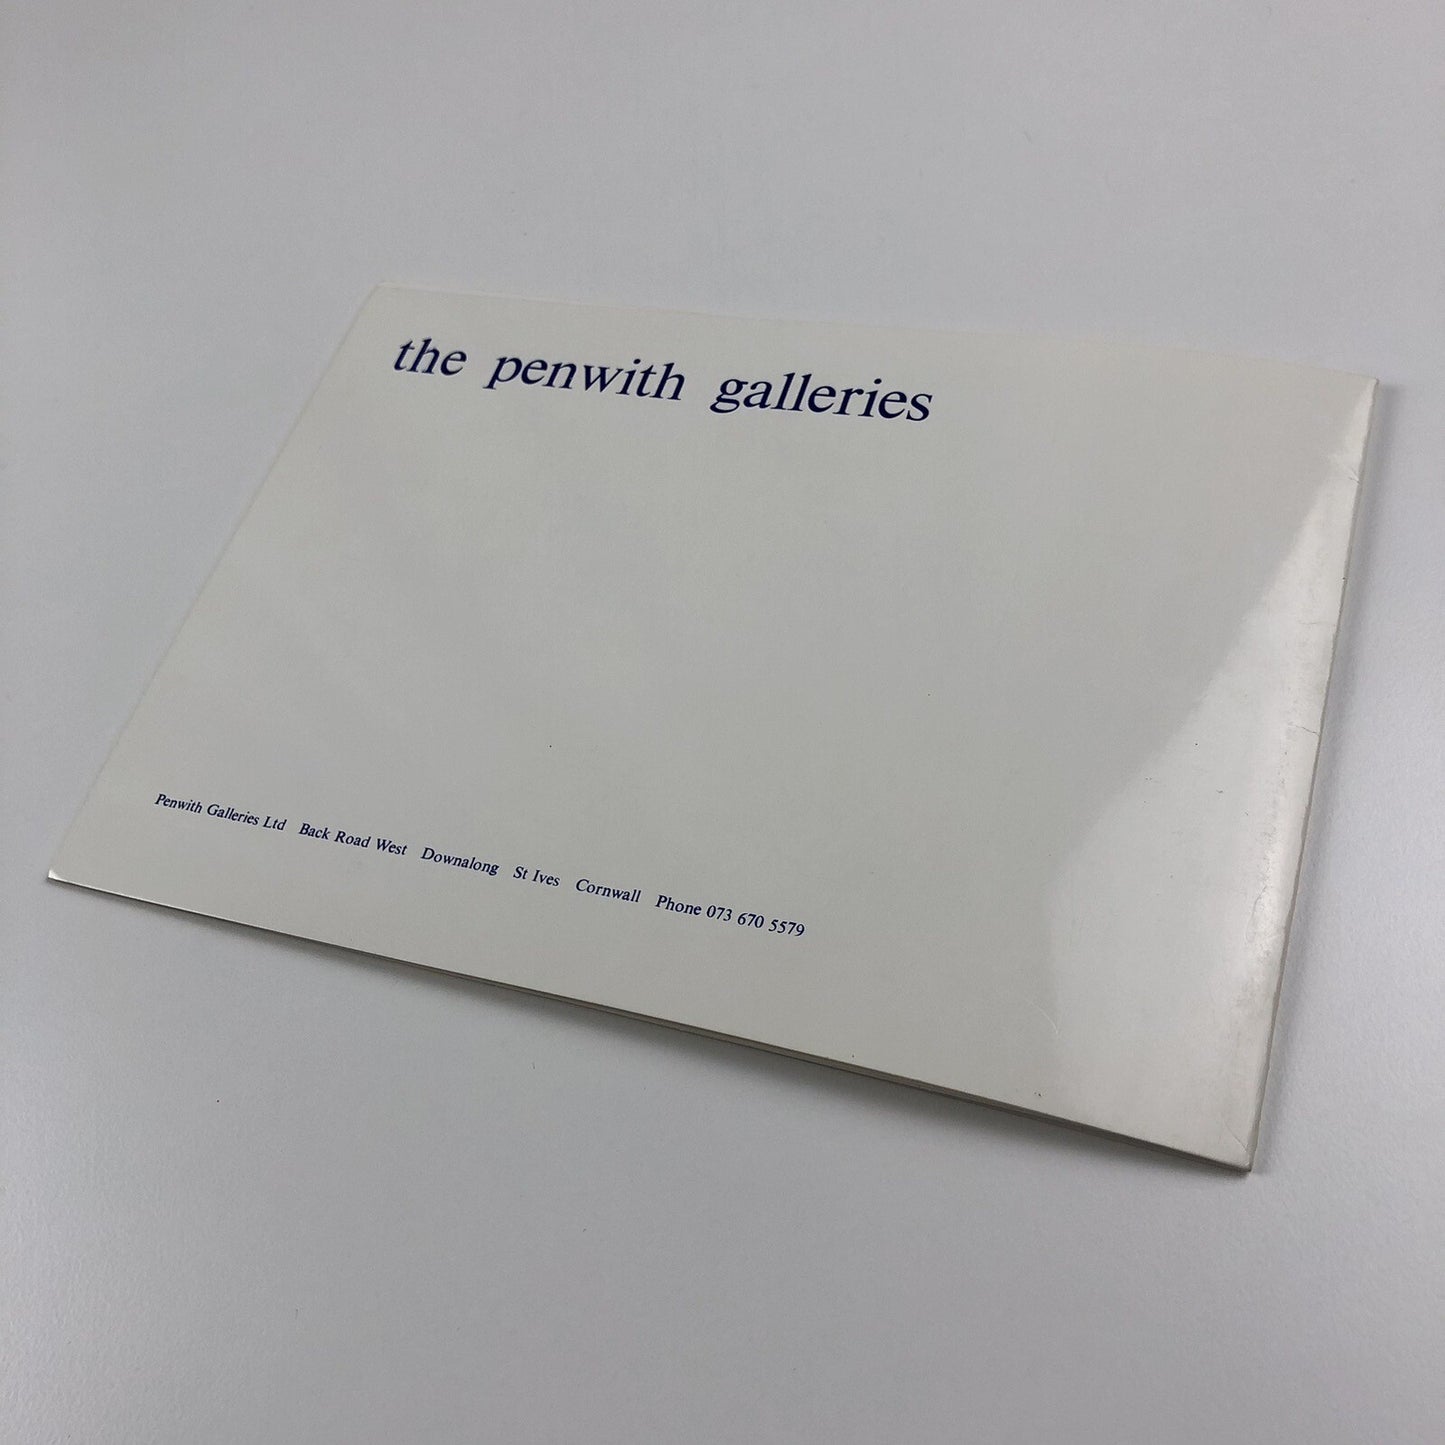 the penwith galleries
Penwith Galleries Ltd Back Road West Downalong St Ives Cornwall Phone 073 670 5579